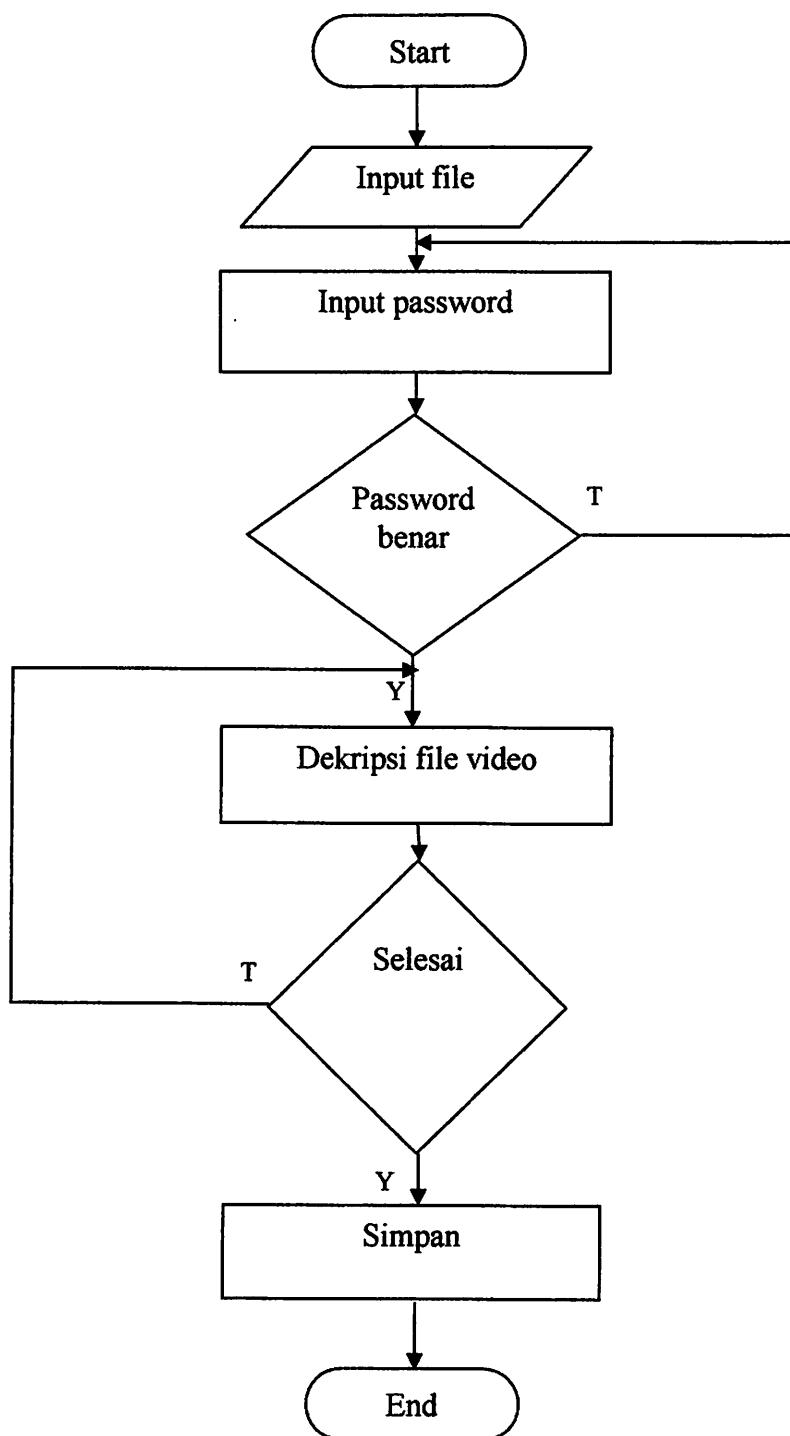 Start
Input file
Input password
Password
benar
T
Y
Dekripsi file video
Selesai
T
Y
Simpan
End